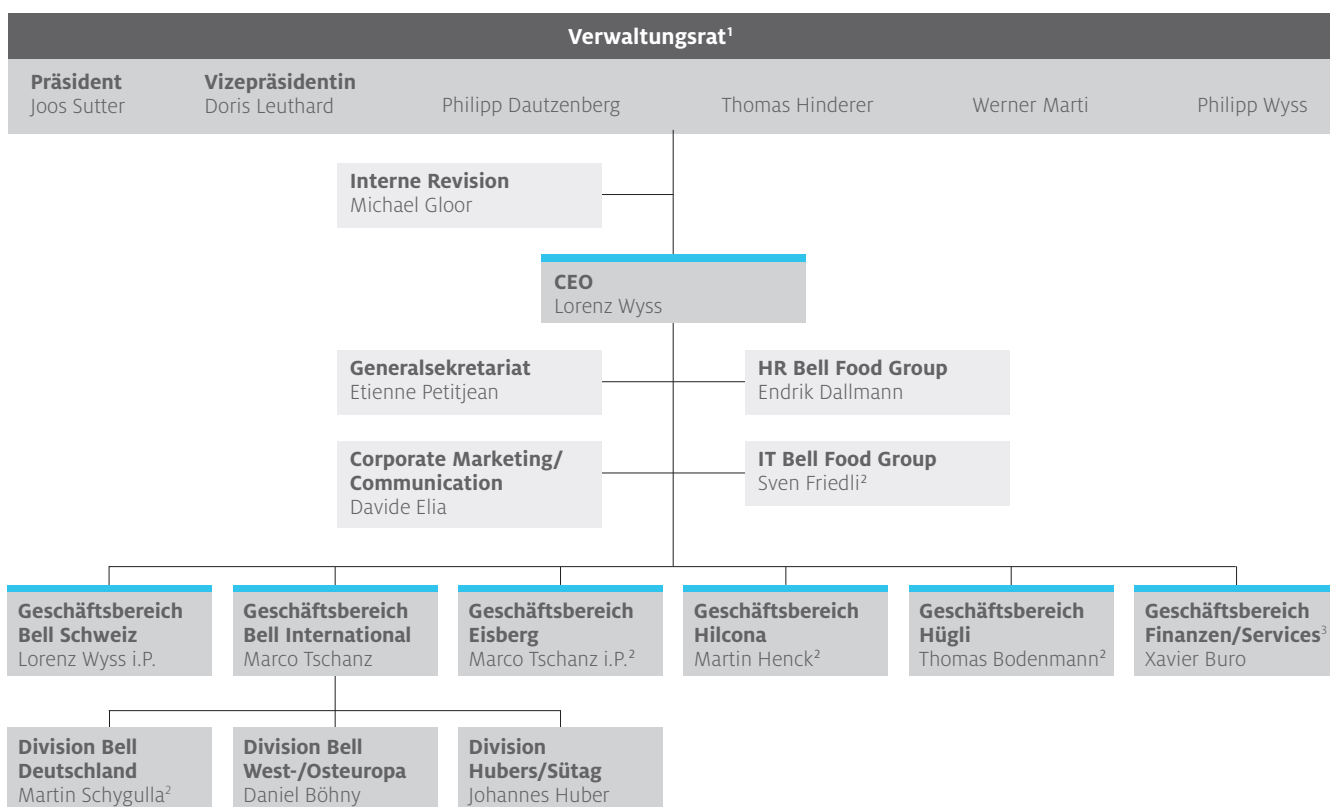 Verwaltungsrat¹
Präsident
Joos Sutter
Vizepräsidentin
Doris Leuthard
Philipp Dautzenberg
Thomas Hinderer
Werner Marti
Philipp Wyss
Interne Revision
Michael Gloor
CEO
Lorenz Wyss
Generalsekretariat
Etienne Petitjean
HR Bell Food Group
Endrik Dallmann
Corporate Marketing/
Communication
Davide Elia
IT Bell Food Group
Sven Friedli²
Geschäftsbereich
Bell Schweiz
Lorenz Wyss i.P.
Geschäftsbereich
Bell International
Marco Tschanz
Geschäftsbereich
Eisberg
Marco Tschanz i.P.²
Geschäftsbereich
Hilcona
Martin Henck²
Geschäftsbereich
Hügli
Thomas Bodenmann²
Geschäftsbereich
Finanzen/Services³
Xavier Buro
Division Bell
Deutschland
Martin Schygulla²
Division Bell
West-/Osteuropa
Daniel Böhny
Division
Hubers/Sütag
Johannes Huber